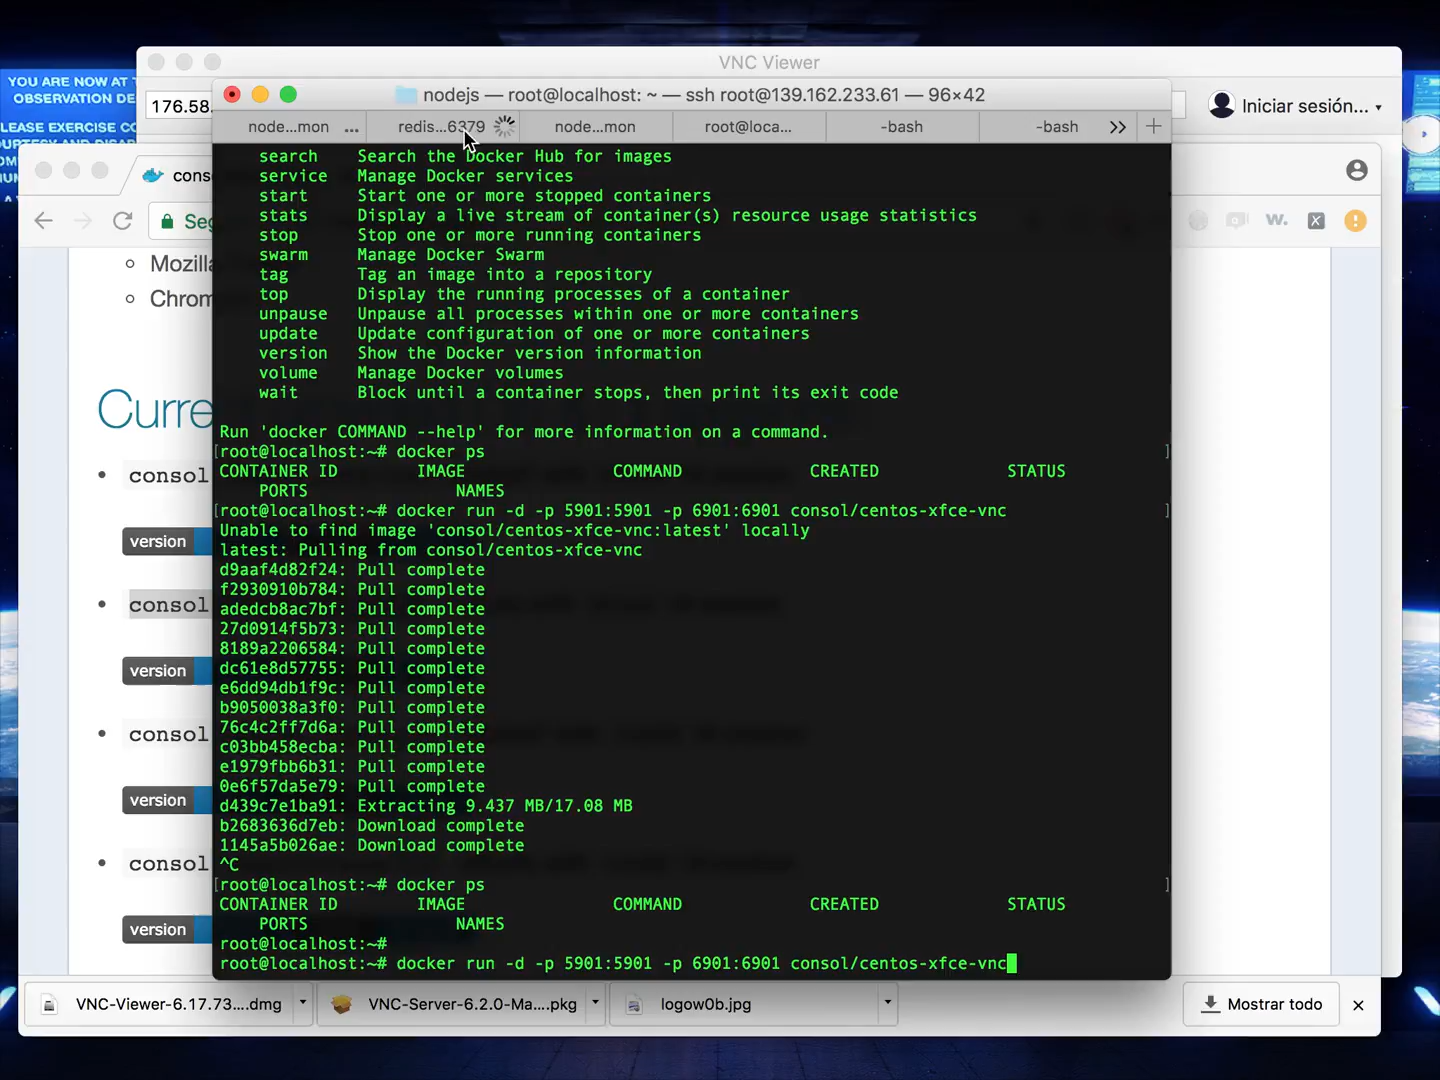 YOU ARE NOW AT
OBSERVATION DE
LEASE EXERCISE CO
VNC Viewer
176.58.
Iniciar sesión...
nodejs — root@localhost: ~ — ssh root@139.162.233.61 — 96×42
node...mon ... redis...6379 node...mon root@loca... -bash -bash
cons
Seg
Mozilla
Chrom
Curre
consol
version
consol
version
consol
version
consol
version
search Search the Docker Hub for images
service Manage Docker services
start Start one or more stopped containers
stats Display a live stream of container(s) resource usage statistics
stop Stop one or more running containers
swarm Manage Docker Swarm
tag Tag an image into a repository
top Display the running processes of a container
unpause Unpause all processes within one or more containers
update Update configuration of one or more containers
version Show the Docker version information
volume Manage Docker volumes
wait Block until a container stops, then print its exit code
Run 'docker COMMAND --help' for more information on a command.
[root@localhost:~# docker ps ]
CONTAINER ID IMAGE COMMAND CREATED STATUS
PORTS NAMES
[root@localhost:~# docker run -d -p 5901:5901 -p 6901:6901 consol/centos-xfce-vnc ]
Unable to find image 'consol/centos-xfce-vnc:latest' locally
latest: Pulling from consol/centos-xfce-vnc
d9aaf4d82f24: Pull complete
f2930910b784: Pull complete
adedcb8ac7bf: Pull complete
27d0914f5b73: Pull complete
8189a2206584: Pull complete
dc61e8d57755: Pull complete
e6dd94db1f9c: Pull complete
b9050038a3f0: Pull complete
76c4c2ff7d6a: Pull complete
c03bb458ecba: Pull complete
e1979fbb6b31: Pull complete
0e6f57da5e79: Pull complete
d439c7e1ba91: Extracting 9.437 MB/17.08 MB
b2683636d7eb: Download complete
1145a5b026ae: Download complete
^C
[root@localhost:~# docker ps ]
CONTAINER ID IMAGE COMMAND CREATED STATUS
PORTS NAMES
root@localhost:~#
root@localhost:~# docker run -d -p 5901:5901 -p 6901:6901 consol/centos-xfce-vnc
VNC-Viewer-6.17.73....dmg
VNC-Server-6.2.0-Ma....pkg
logow0b.jpg
Mostrar todo